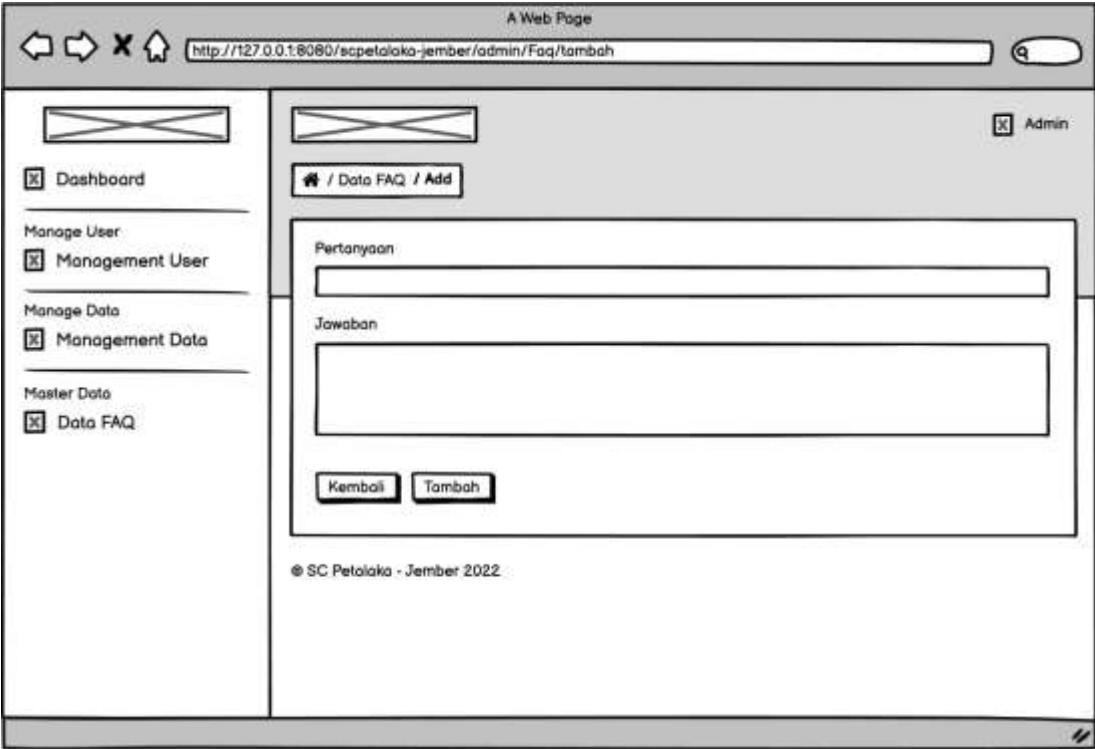 A Web Page
http://127.0.0.1:8080/scpetalaka-jember/admin/Faq/tambah
Admin
Dashboard
/ Data FAQ / Add
Manage User
Management User
Manage Data
Management Data
Master Data
Data FAQ
Pertanyaan
Jawaban
Kembali Tambah
© SC Petalaka - Jember 2022